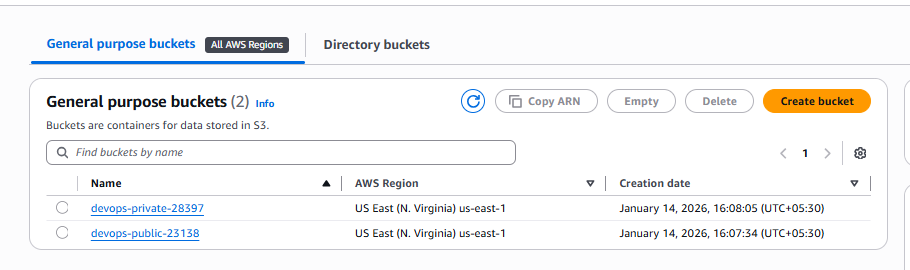 General purpose buckets All AWS Regions Directory buckets
General purpose buckets (2) Info Copy ARN Empty Delete Create bucket
Buckets are containers for data stored in S3.
Find buckets by name 1
Name AWS Region Creation date
devops-private-28397 US East (N. Virginia) us-east-1 January 14, 2026, 16:08:05 (UTC+05:30)
devops-public-23138 US East (N. Virginia) us-east-1 January 14, 2026, 16:07:34 (UTC+05:30)